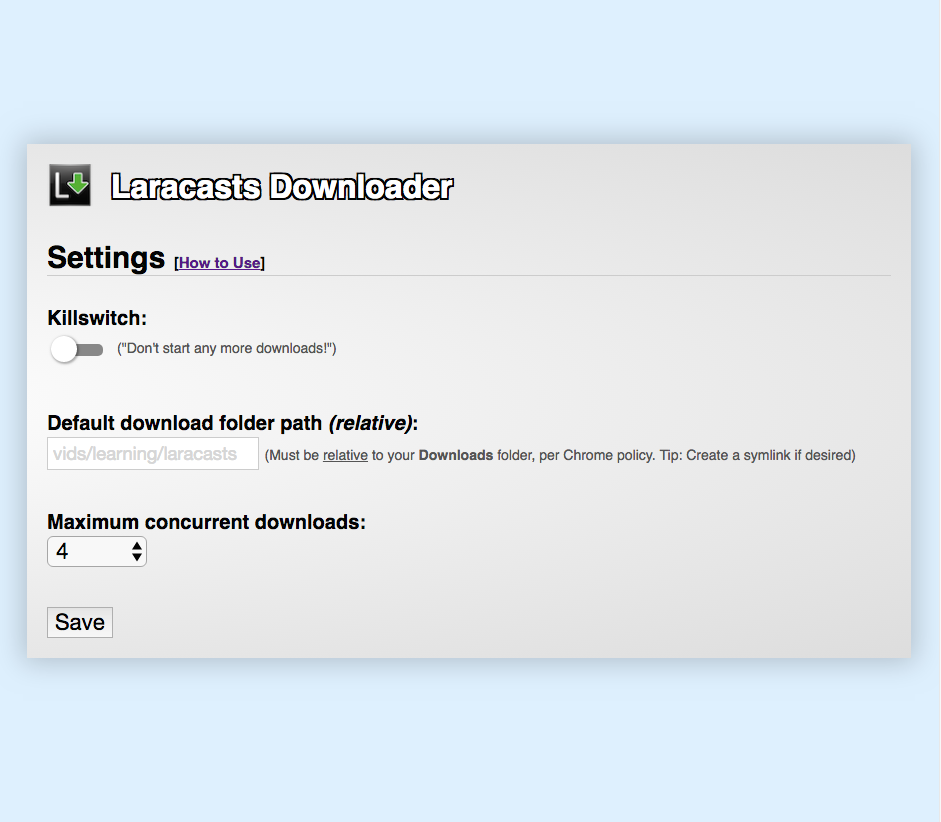 L
Laracasts Downloader
Settings [How to Use]
Killswitch:
("Don't start any more downloads!")
Default download folder path (relative):
vids/learning/laracasts (Must be relative to your Downloads folder, per Chrome policy. Tip: Create a symlink if desired)
Maximum concurrent downloads:
4
Save